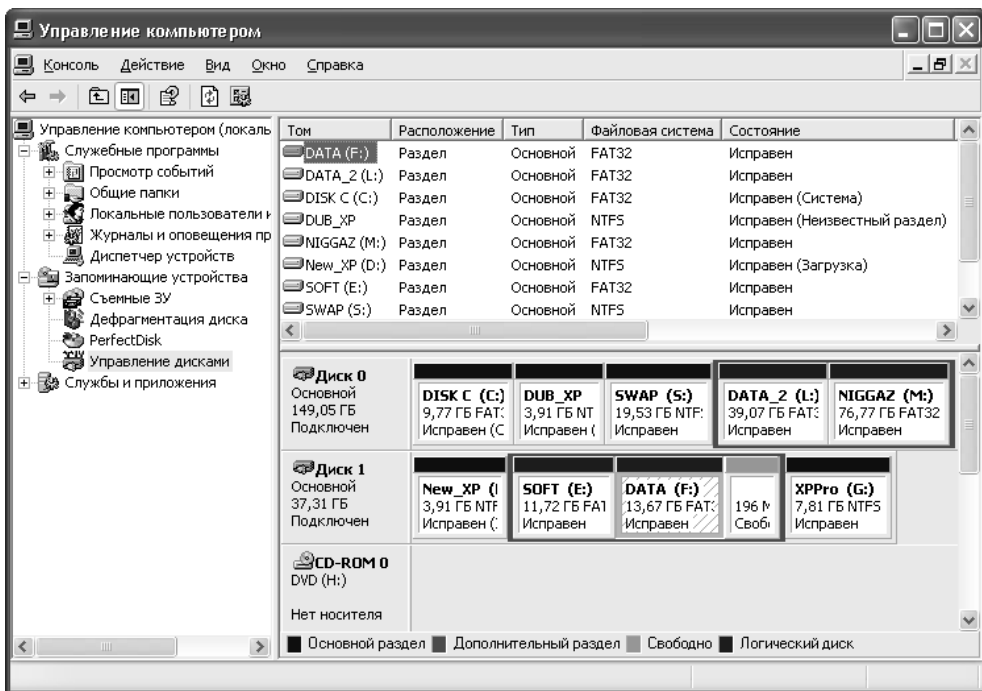 Управление компьютером
Консоль Действие Вид Окно Справка
Управление компьютером (локаль
Служебные программы
Просмотр событий
Общие папки
Локальные пользователи и
Журналы и оповещения пр
Диспетчер устройств
Запоминающие устройства
Съемные ЗУ
Дефрагментация диска
PerfectDisk
Управление дисками
Службы и приложения
Том Расположение Тип Файловая система Состояние
DATA (F:) Раздел Основной FAT32 Исправен
DATA_2 (L:) Раздел Основной FAT32 Исправен
DISK C (C:) Раздел Основной FAT32 Исправен (Система)
DUB_XP Раздел Основной NTFS Исправен (Неизвестный раздел)
NIGGAZ (M:) Раздел Основной FAT32 Исправен
New_XP (D:) Раздел Основной NTFS Исправен (Загрузка)
SOFT (E:) Раздел Основной FAT32 Исправен
SWAP (S:) Раздел Основной NTFS Исправен
Диск 0
Основной
149,05 ГБ
Подключен
DISK C (C:)
9,77 ГБ FAT:
Исправен (С
DUB_XP
3,91 ГБ NT
Исправен (
SWAP (S:)
19,53 ГБ NTF:
Исправен
DATA_2 (L:)
39,07 ГБ FAT:
Исправен
NIGGAZ (M:)
76,77 ГБ FAT32
Исправен
Диск 1
Основной
37,31 ГБ
Подключен
New_XP (
3,91 ГБ NTF
Исправен (
SOFT (E:)
11,72 ГБ FAT
Исправен
DATA (F:)
13,67 ГБ FAT:
Исправен
196 М
Своб
XPPro (G:)
7,81 ГБ NTFS
Исправен
CD-ROM 0
DVD (H:)
Нет носителя
Основной раздел Дополнительный раздел Свободно Логический диск